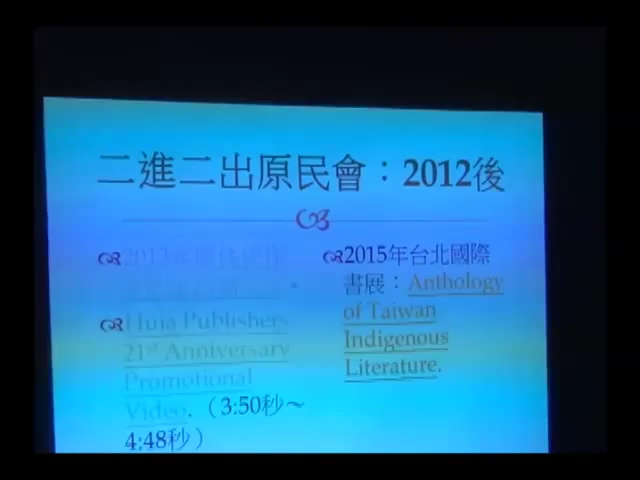 二進二出原民會：2012後
Huia Publishers
21st Anniversary
Promotional
Video.（3:50秒～
4:48秒）
2015年台北國際
書展：Anthology
of Taiwan
Indigenous
Literature.